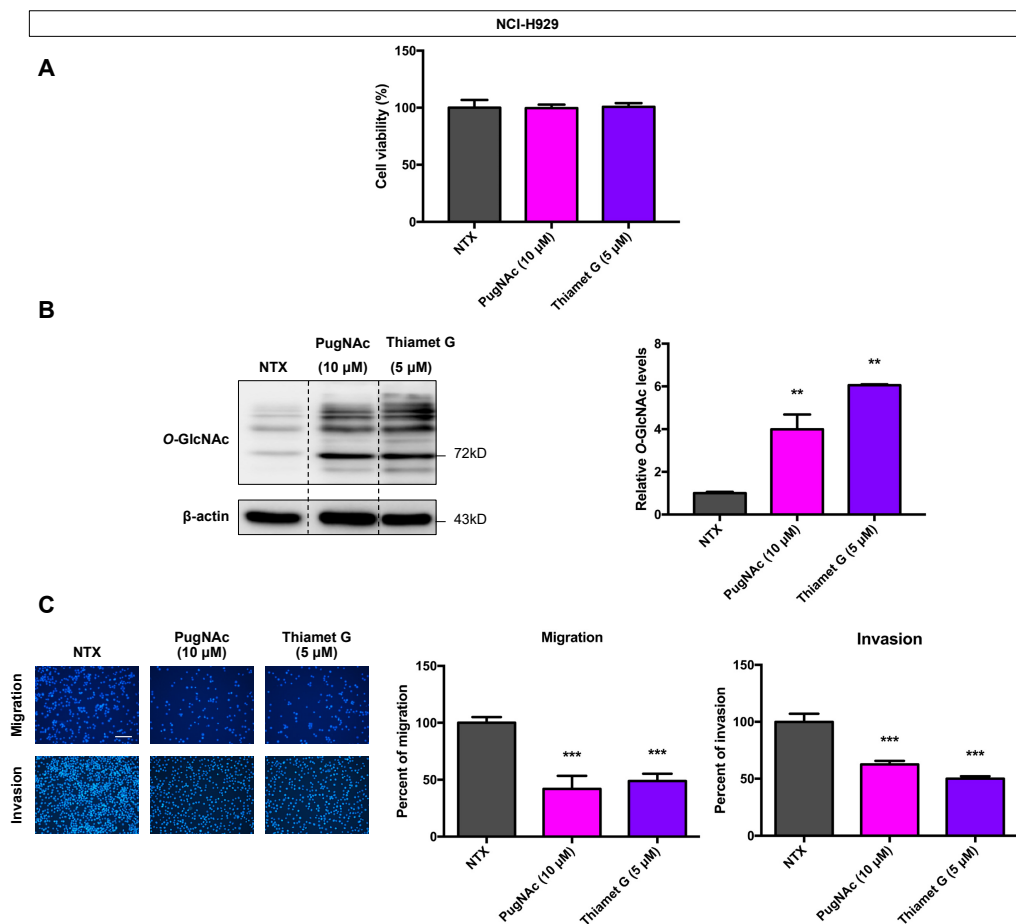 NCI-H929
A
Cell viability (%)
150
100
50
0
NTX
PugNAc (10 µM)
Thiamet G (5 µM)
B
NTX
PugNAc
(10 µM)
Thiamet G
(5 µM)
O-GlcNAc
72kD
β-actin
43kD
Relative O-GlcNAc levels
8
6
4
2
0
**
**
NTX
PugNAc (10 µM)
Thiamet G (5 µM)
C
NTX
PugNAc
(10 µM)
Thiamet G
(5 µM)
Migration
Invasion
Migration
Percent of migration
150
100
50
0
***
***
NTX
PugNAc (10 µM)
Thiamet G (5 µM)
Invasion
Percent of invasion
150
100
50
0
***
***
NTX
PugNAc (10 µM)
Thiamet G (5 µM)